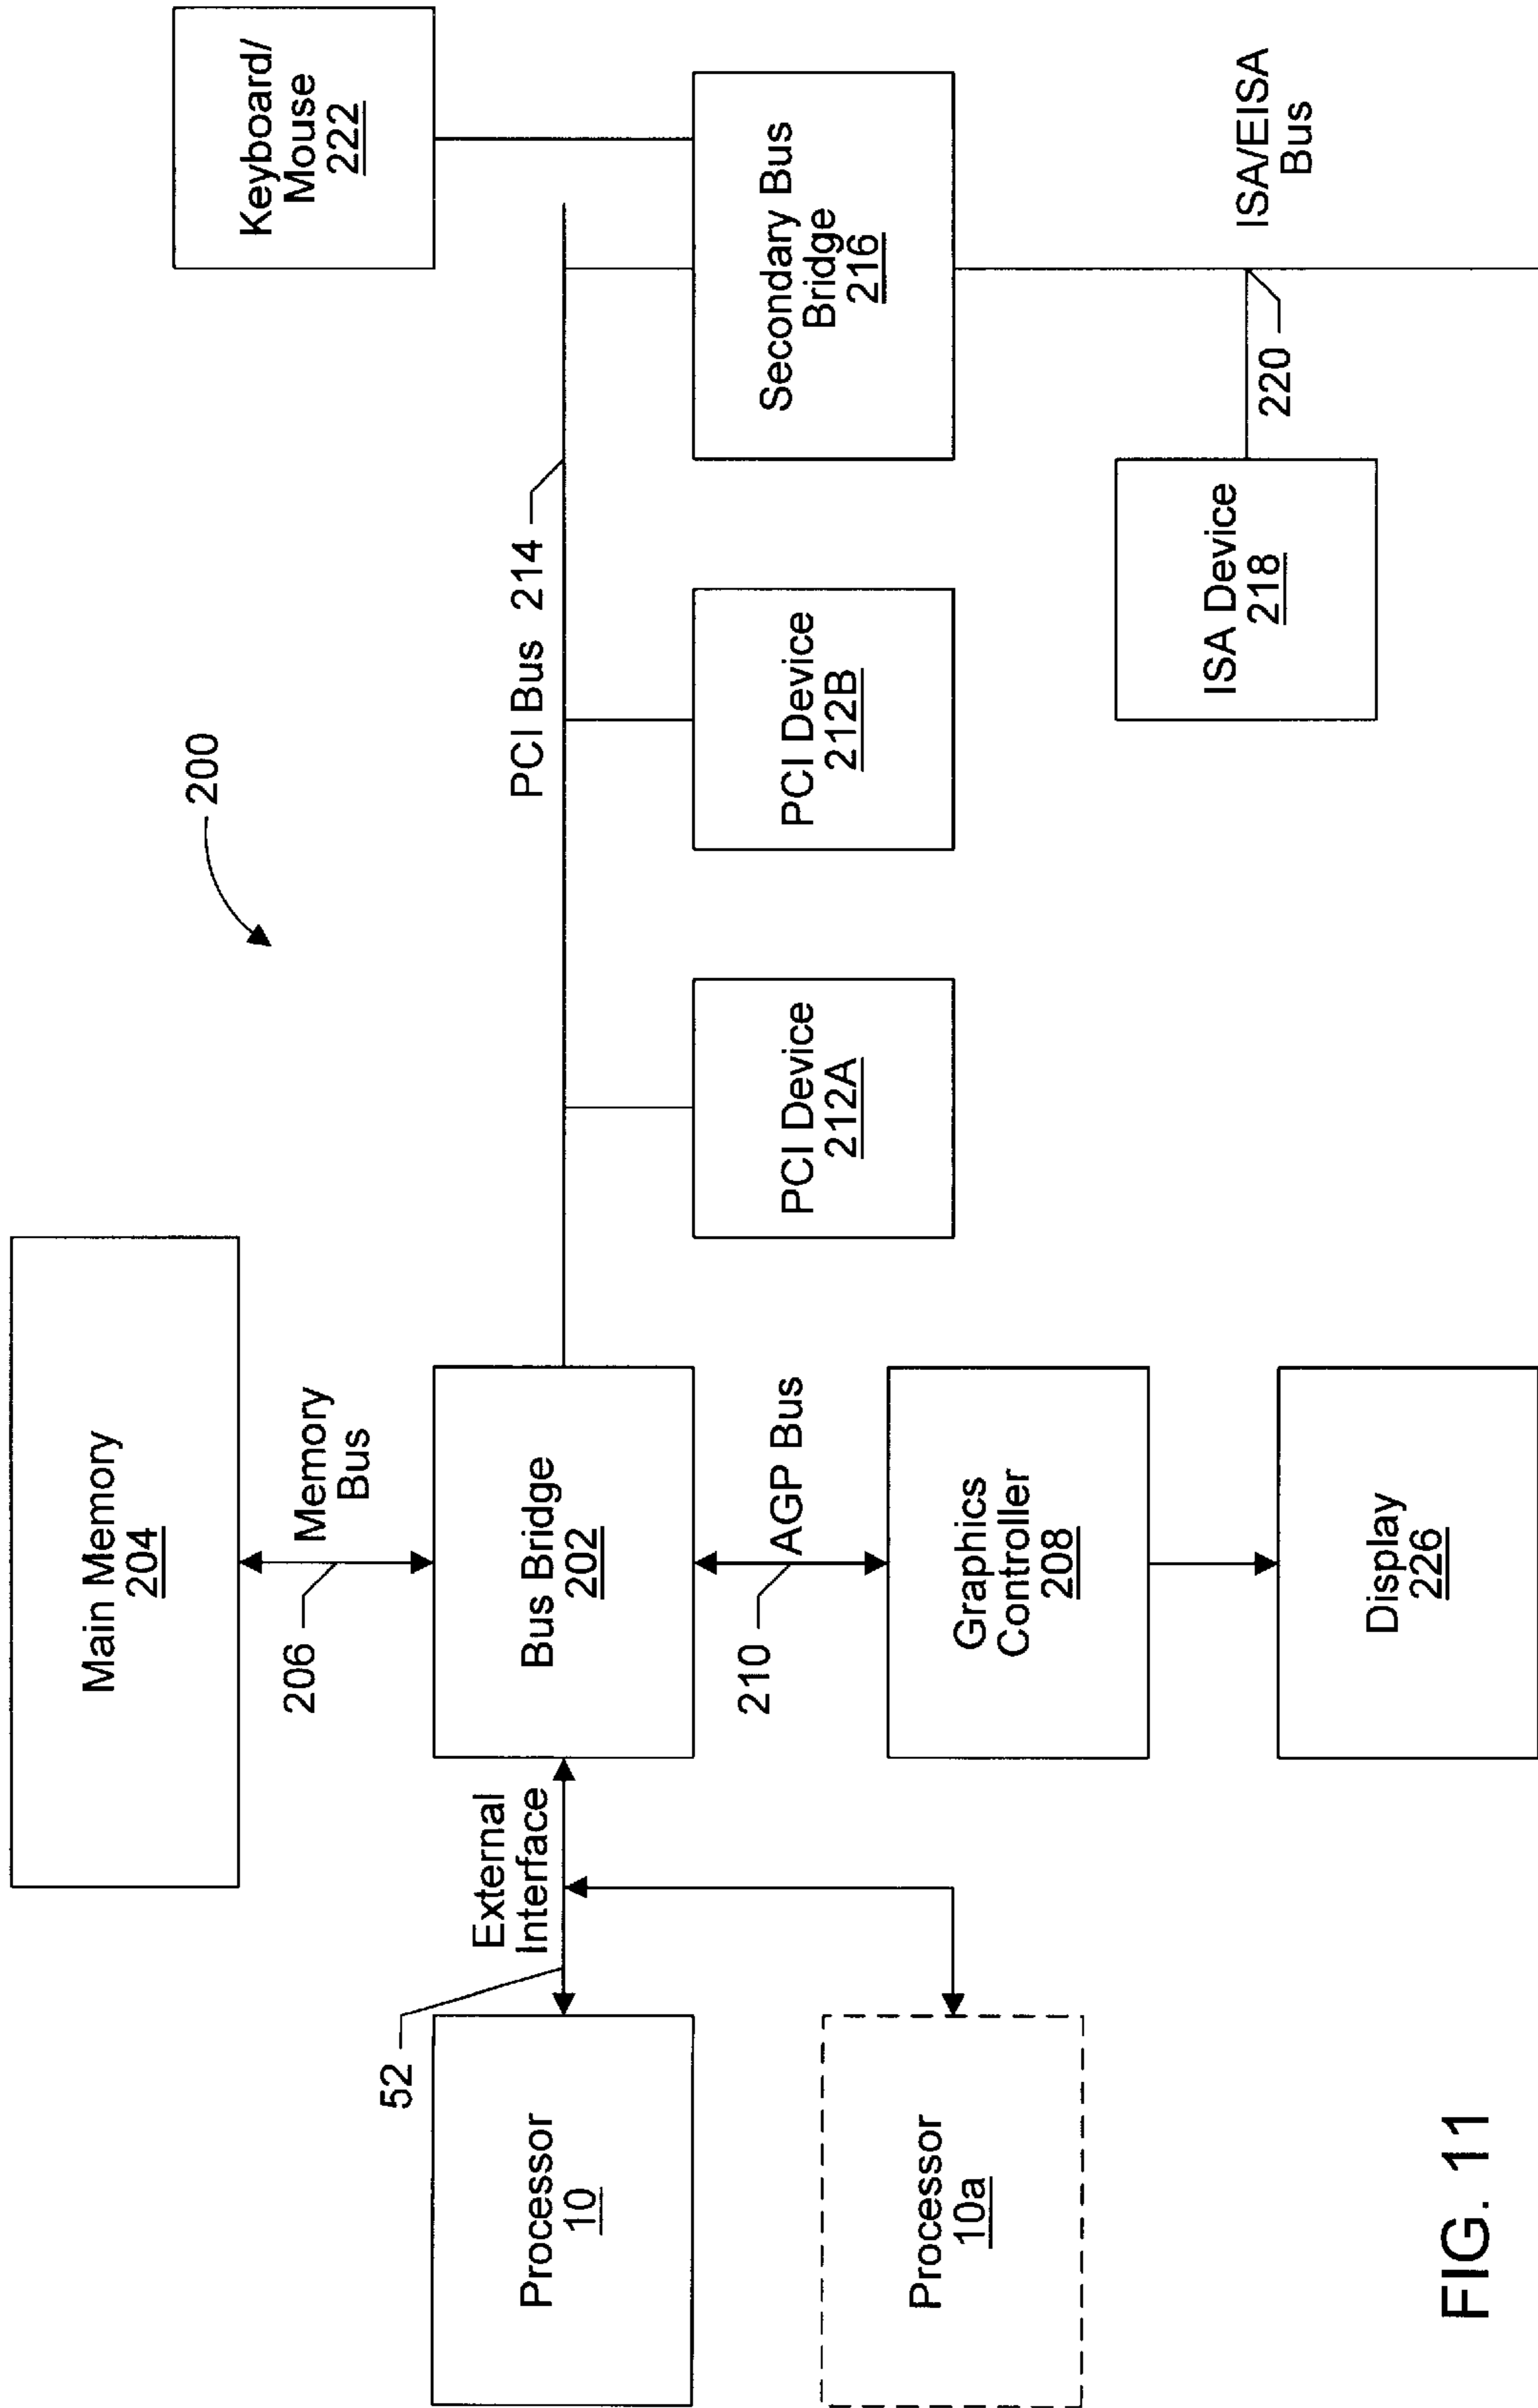 200
Main Memory
204
206
Memory
Bus
Keyboard/
Mouse
222
52
External
Interface
PCI Bus 214
Processor
10
Bus Bridge
202
210
AGP Bus
PCI Device
212A
PCI Device
212B
Secondary Bus
Bridge
216
Processor
10a
Graphics
Controller
208
ISA Device
218
220
ISA/EISA
Bus
Display
226
FIG. 11